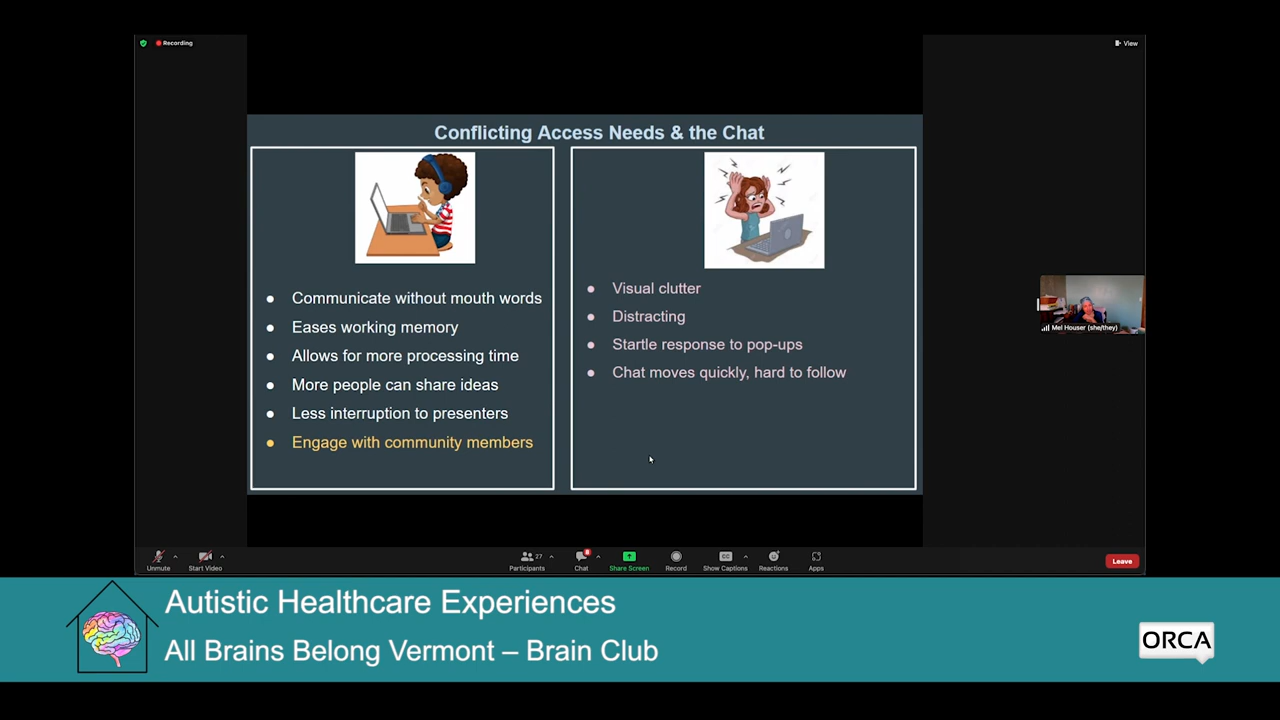 Recording
View
Conflicting Access Needs & the Chat
Communicate without mouth words
Eases working memory
Allows for more processing time
More people can share ideas
Less interruption to presenters
Engage with community members
Visual clutter
Distracting
Startle response to pop-ups
Chat moves quickly, hard to follow
Mel Houser (she/they)
27
8
CC
Unmute
Start Video
Participants
Chat
Share Screen
Record
Show Captions
Reactions
Apps
Leave
Autistic Healthcare Experiences
All Brains Belong Vermont – Brain Club
ORCA